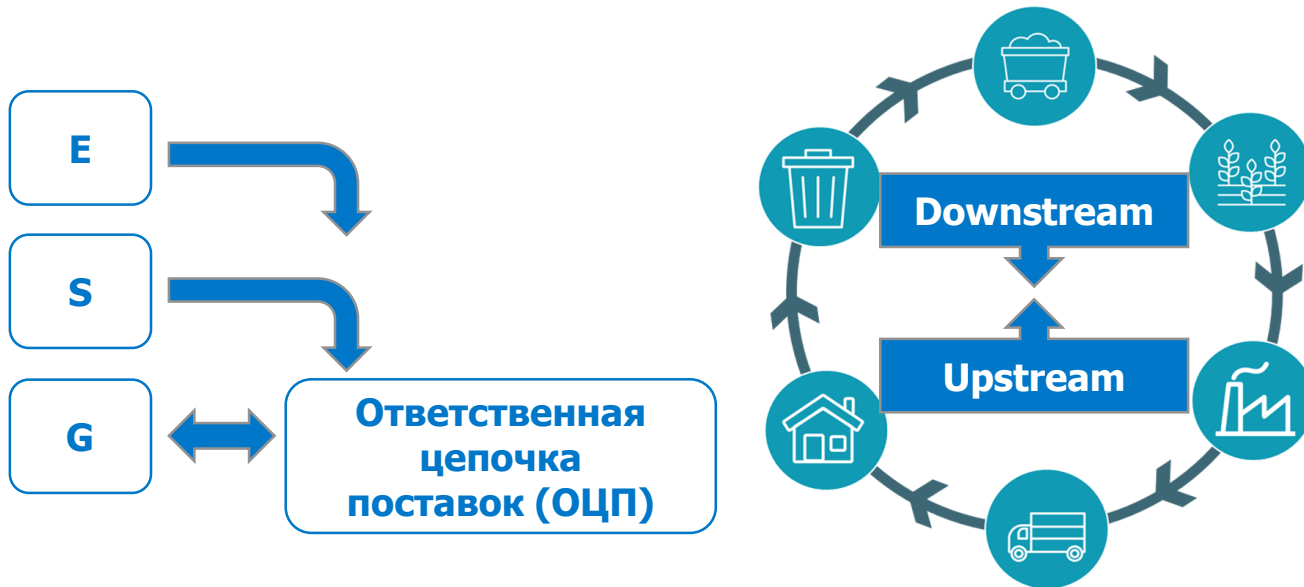 E
S
G
Ответственная
цепочка
поставок (ОЦП)
Downstream
Upstream